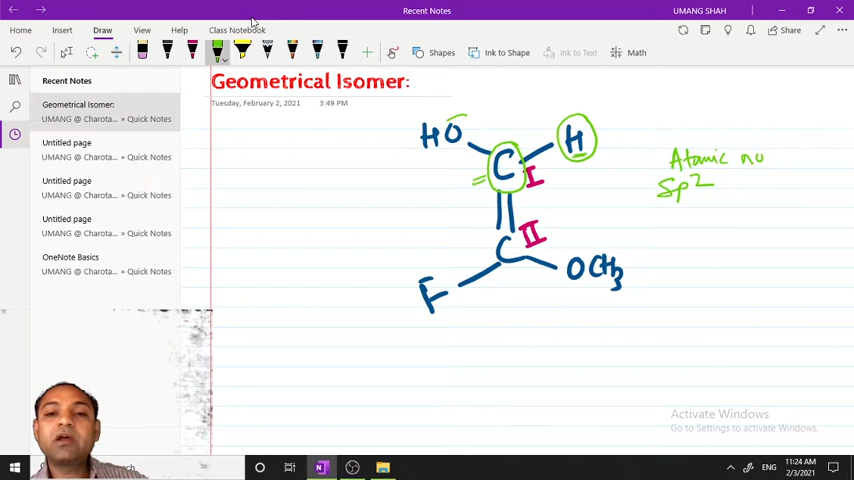 Recent Notes
UMANG SHAH
Home
Insert
Draw
View
Help
Class Notebook
Share
Shapes
Ink to Shape
Ink to Text
Math
Recent Notes
Geometrical Isomer:
UMANG @ Charota... » Quick Notes
Untitled page
UMANG @ Charota... » Quick Notes
Untitled page
UMANG @ Charota... » Quick Notes
Untitled page
UMANG @ Charota... » Quick Notes
OneNote Basics
UMANG @ Charota... » Quick Notes
Geometrical Isomer:
Tuesday, February 2, 2021 3:49 PM
HO H
C I
C II
F OCH3
Atomic no
Sp2
Activate Windows
Go to Settings to activate Windows.
ENG
11:24 AM
2/3/2021